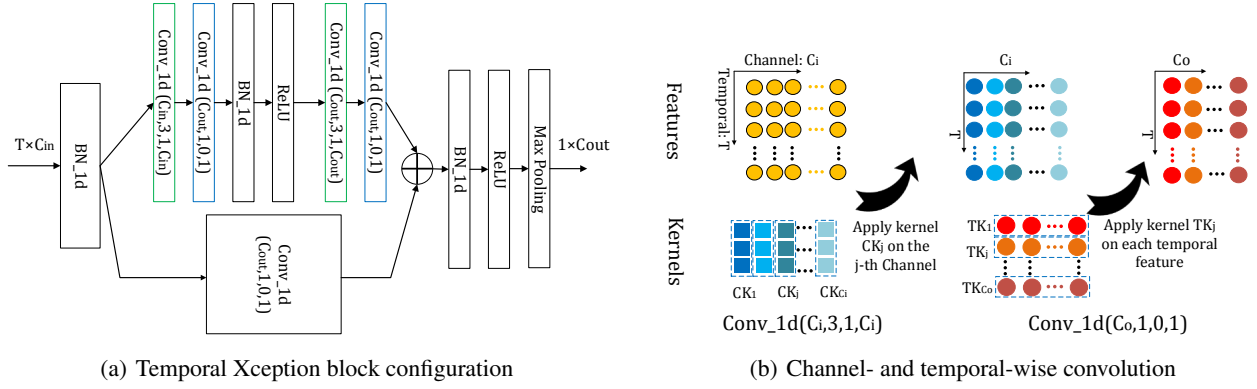 T×Cin
BN_1d
Conv_1d (Cin,3,1,Cin)
Conv_1d (Cout,1,0,1)
BN_1d
ReLU
Conv_1d (Cout,3,1,Cout)
Conv_1d (Cout,1,0,1)
Conv_1d
(Cout,1,0,1)
BN_1d
ReLU
Max Pooling
1×Cout
(a) Temporal Xception block configuration
Features
Kernels
Channel: Ci
Temporal: T
Ci
T
Co
T
CK1
CKj
CKCi
Apply kernel
CKj on the
j-th Channel
Conv_1d(Ci,3,1,Ci)
TK1
TKj
TKCo
Apply kernel TKj
on each temporal
feature
Conv_1d(Co,1,0,1)
(b) Channel- and temporal-wise convolution